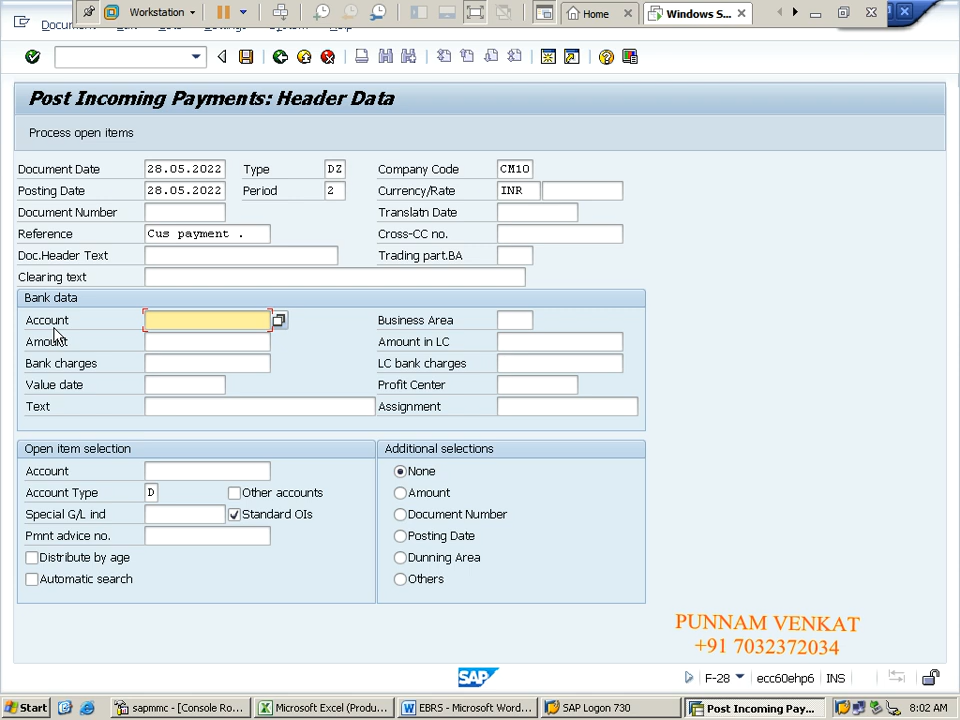 Workstation
Home
Windows S...
Post Incoming Payments: Header Data
Process open items
Document Date 28.05.2022 Type DZ Company Code CM10
Posting Date 28.05.2022 Period 2 Currency/Rate INR
Document Number Translatn Date
Reference Cus payment . Cross-CC no.
Doc.Header Text Trading part.BA
Clearing text
Bank data
Account Business Area
Amount Amount in LC
Bank charges LC bank charges
Value date Profit Center
Text Assignment
Open item selection
Account
Account Type D Other accounts
Special G/L ind Standard OIs
Pmnt advice no.
Distribute by age
Automatic search
Additional selections
None
Amount
Document Number
Posting Date
Dunning Area
Others
PUNNAM VENKAT
+91 7032372034
SAP
F-28 ecc60ehp6 INS
Start sapmmc - [Console Ro... Microsoft Excel (Produ... EBRS - Microsoft Word... SAP Logon 730 Post Incoming Pay... 8:02 AM